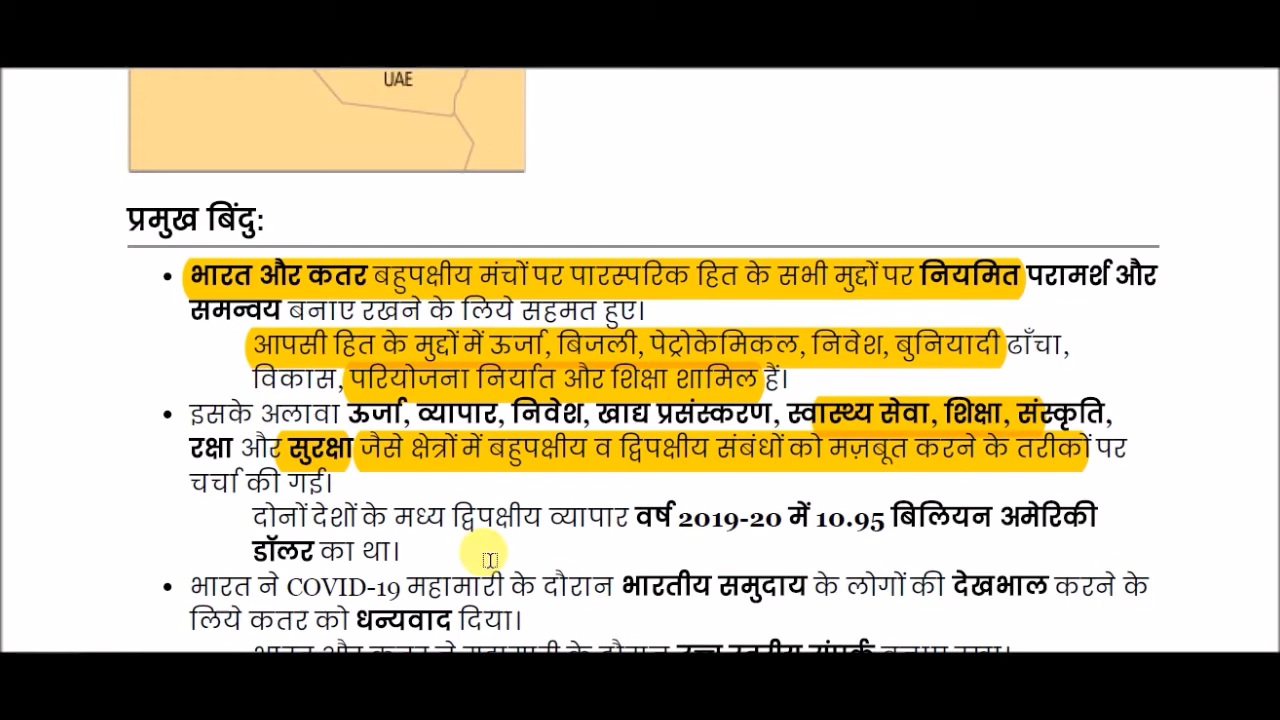 UAE
प्रमुख बिंदु:
• भारत और कतर बहुपक्षीय मंचों पर पारस्परिक हित के सभी मुद्दों पर नियमित परामर्श और
समन्वय बनाए रखने के लिये सहमत हुए।
आपसी हित के मुद्दों में ऊर्जा, बिजली, पेट्रोकेमिकल, निवेश, बुनियादी ढाँचा,
विकास, परियोजना निर्यात और शिक्षा शामिल हैं।
• इसके अलावा ऊर्जा, व्यापार, निवेश, खाद्य प्रसंस्करण, स्वास्थ्य सेवा, शिक्षा, संस्कृति,
रक्षा और सुरक्षा जैसे क्षेत्रों में बहुपक्षीय व द्विपक्षीय संबंधों को मज़बूत करने के तरीकों पर
चर्चा की गई।
दोनों देशों के मध्य द्विपक्षीय व्यापार वर्ष 2019-20 में 10.95 बिलियन अमेरिकी
डॉलर का था।
• भारत ने COVID-19 महामारी के दौरान भारतीय समुदाय के लोगों की देखभाल करने के
लिये कतर को धन्यवाद दिया।